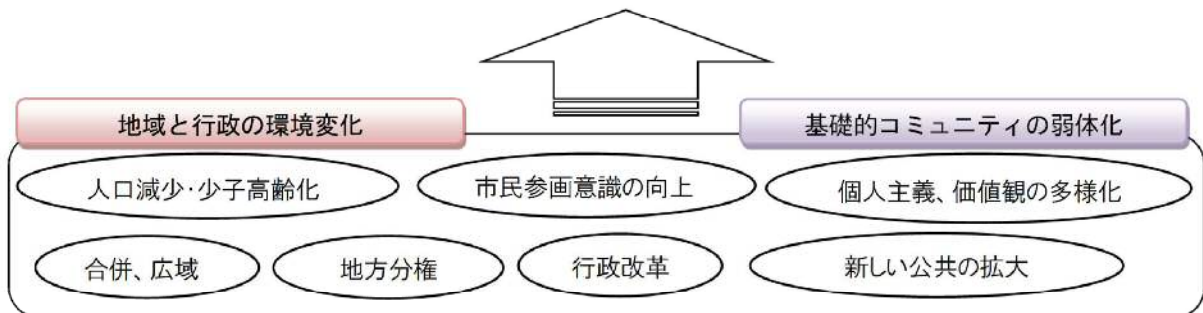 地域と行政の環境変化
基礎的コミュニティの弱体化
人口減少・少子高齢化
市民参画意識の向上
個人主義、価値観の多様化
合併、広域
地方分権
行政改革
新しい公共の拡大